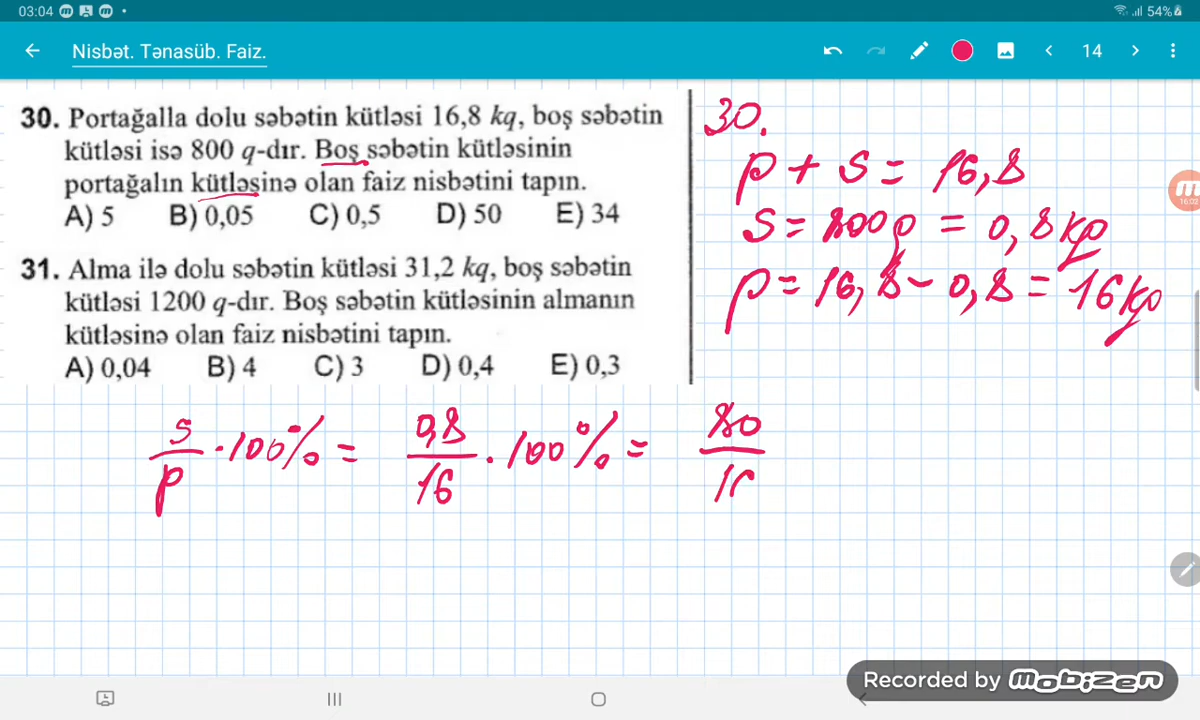 03:04 54%
Nisbət. Tənasüb. Faiz.
14
30. Portağalla dolu səbətin kütləsi 16,8 kq, boş səbətin
kütləsi isə 800 q-dır. Boş səbətin kütləsinin
portağalın kütləsinə olan faiz nisbətini tapın.
A) 5 B) 0,05 C) 0,5 D) 50 E) 34
31. Alma ilə dolu səbətin kütləsi 31,2 kq, boş səbətin
kütləsi 1200 q-dır. Boş səbətin kütləsinin almanın
kütləsinə olan faiz nisbətini tapın.
A) 0,04 B) 4 C) 3 D) 0,4 E) 0,3
30.
p + s = 16,8
s = 800q = 0,8 kq
p = 16,8 - 0,8 = 16 kq
16:02
s/p · 100% = 0,8/16 · 100% = 80/1
Recorded by mobizen